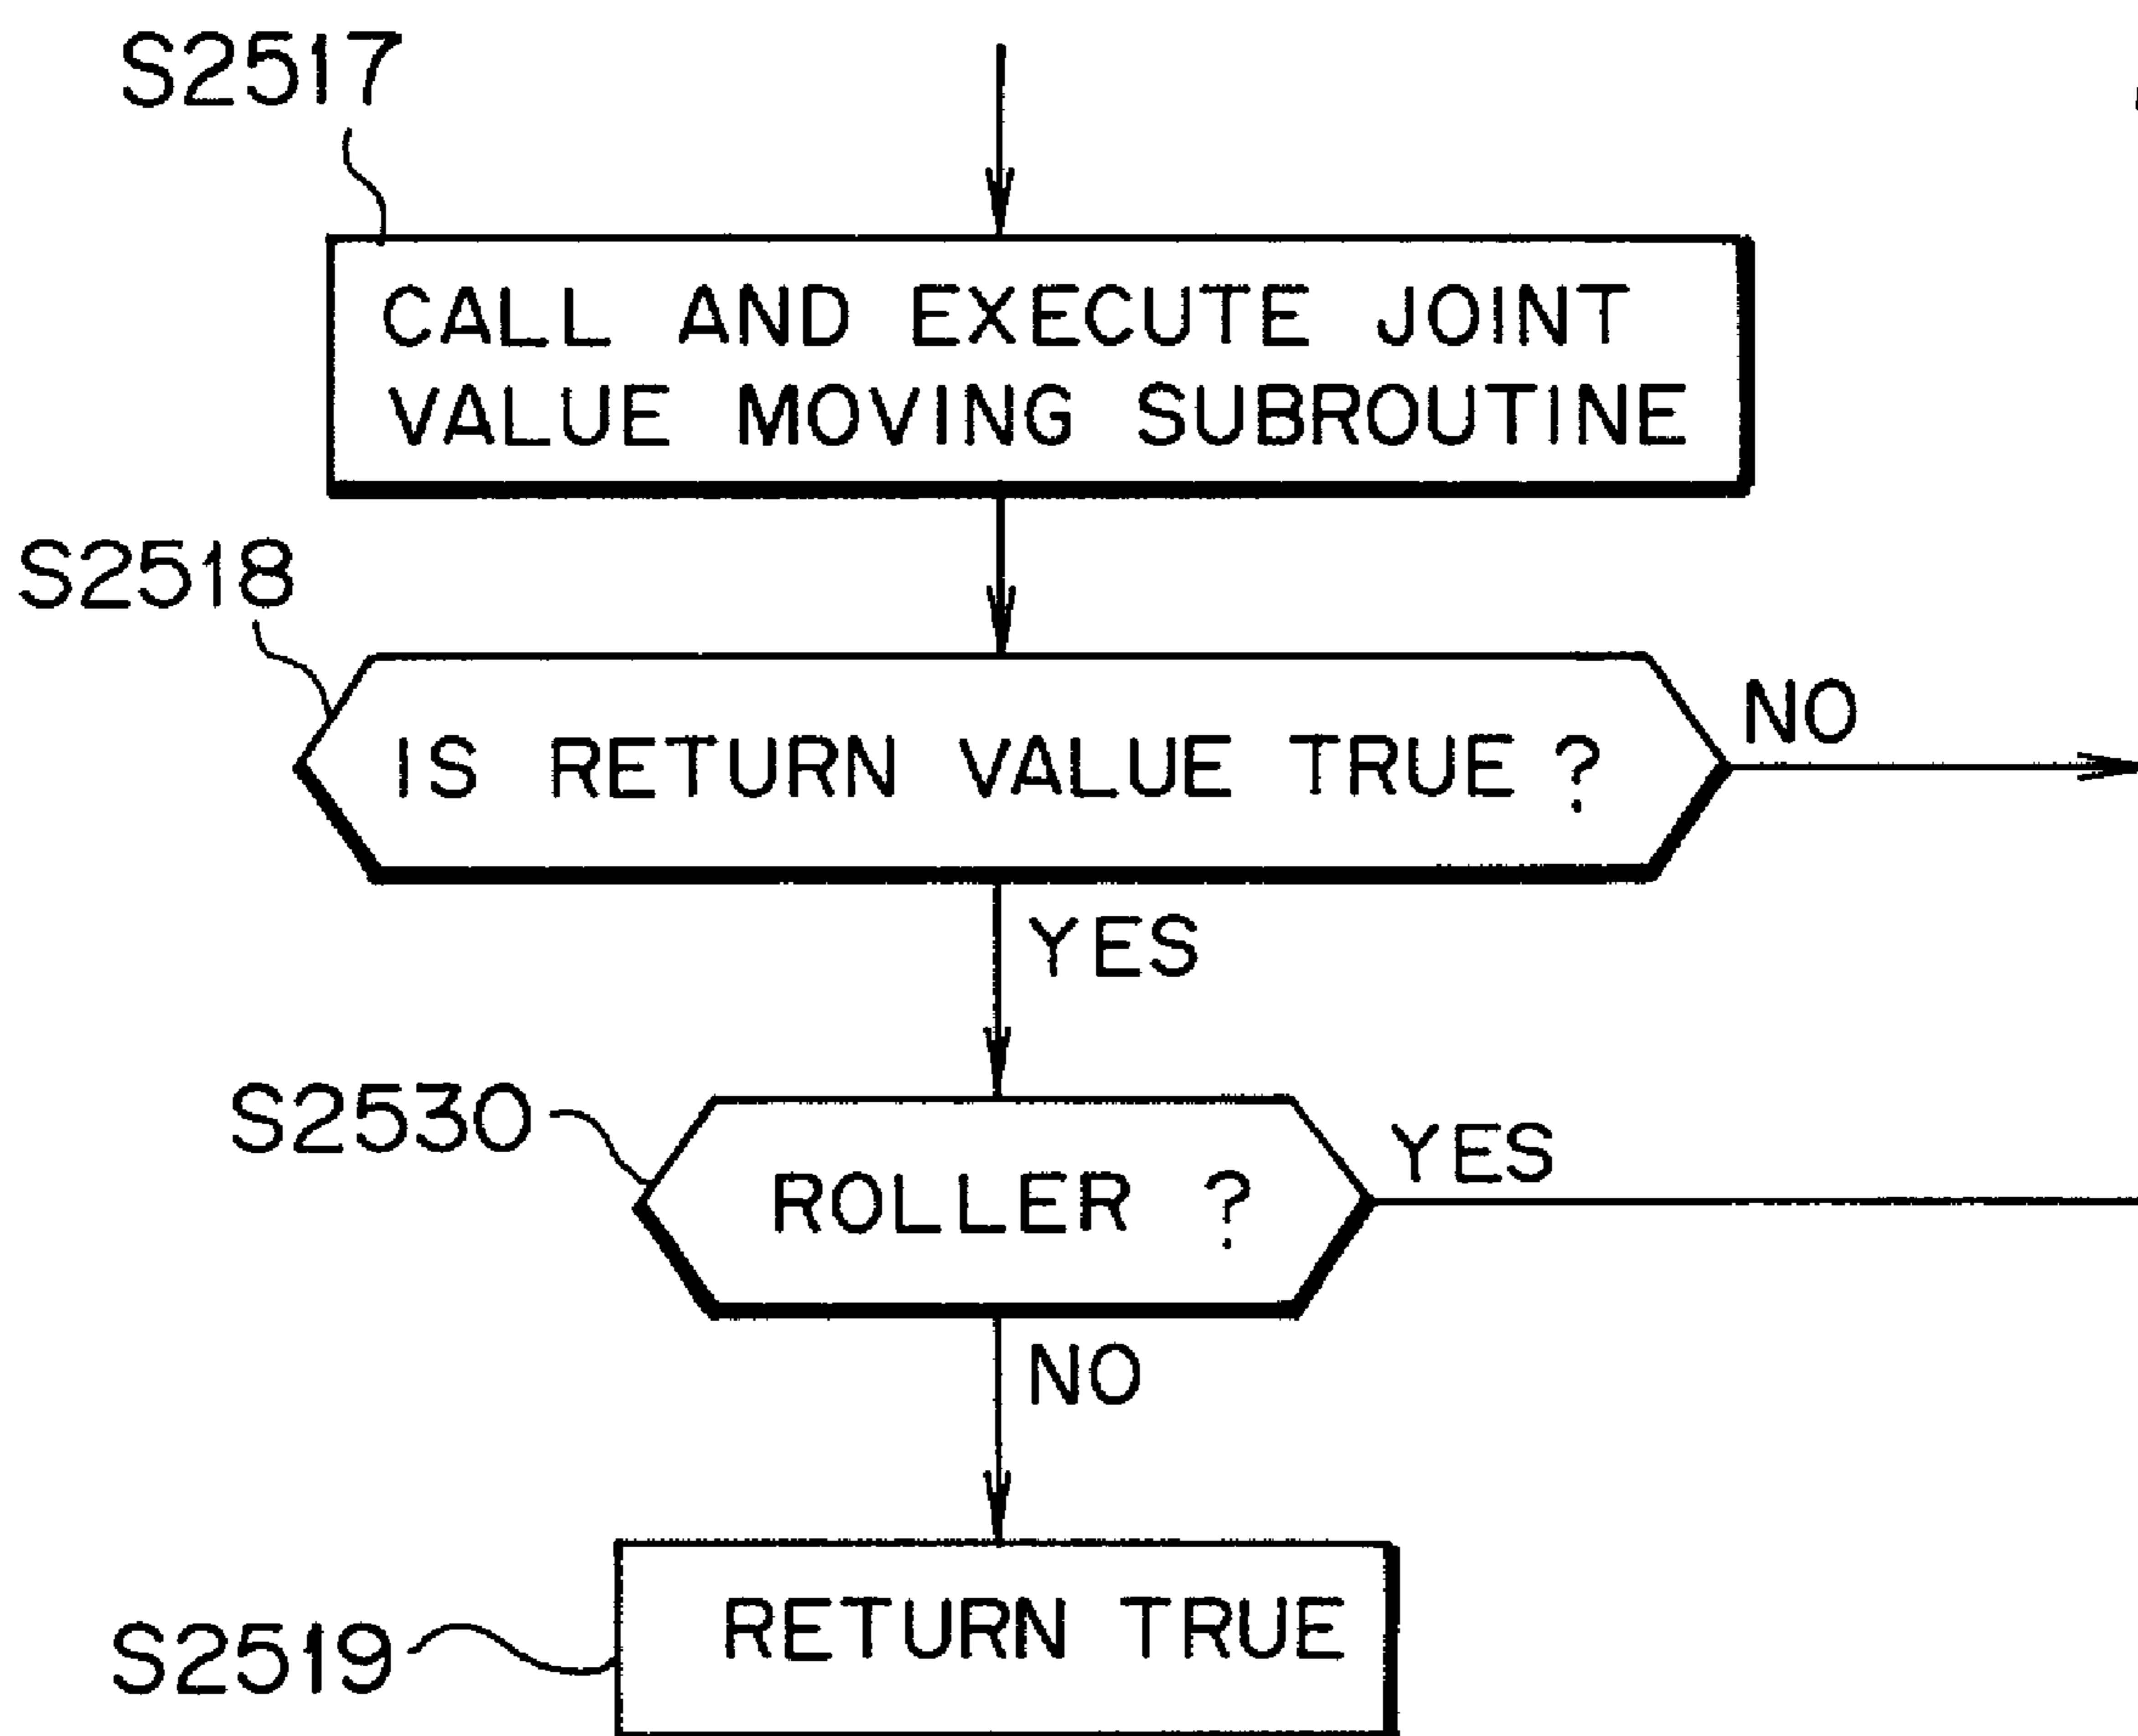 S2517
CALL AND EXECUTE JOINT
VALUE MOVING SUBROUTINE
S2518
IS RETURN VALUE TRUE ?
NO
YES
S2530
ROLLER ?
YES
NO
RETURN TRUE
S2519